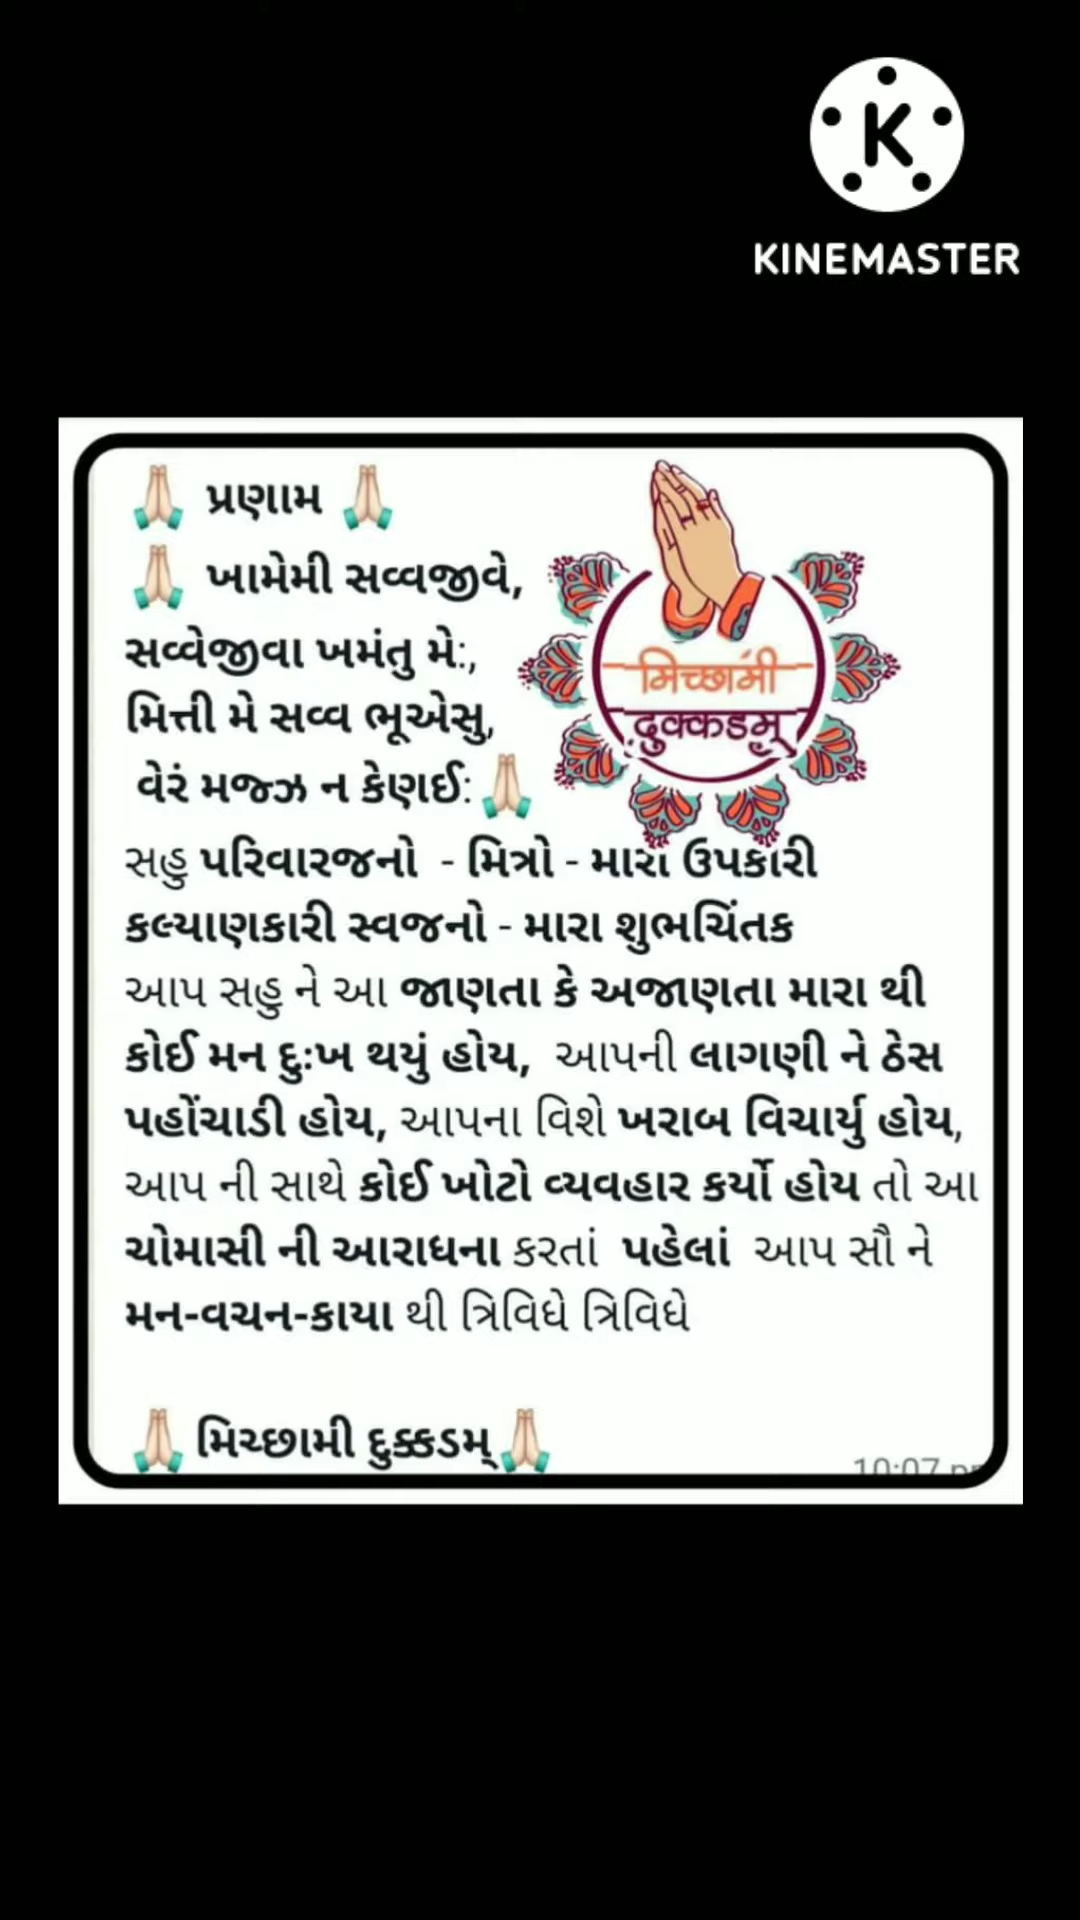 KINEMASTER
🙏🏻 પ્રણામ 🙏🏻
🙏🏻 ખામેમી સવ્વજીવે,
સવ્વેજીવા ખમંતુ મે:,
મિત્તી મે સવ્વ ભૂએસુ,
વેરં મજ્ઝ ન કેણઈ: 🙏🏻
मिच्छांमी
दुक्कडम्
સહુ પરિવારજનો - મિત્રો - મારા ઉપકારી
કલ્યાણકારી સ્વજનો - મારા શુભચિંતક
આપ સહુ ને આ જાણતા કે અજાણતા મારા થી
કોઈ મન દુઃખ થયું હોય, આપની લાગણી ને ઠેસ
પહોંચાડી હોય, આપના વિશે ખરાબ વિચાર્યુ હોય,
આપ ની સાથે કોઈ ખોટો વ્યવહાર કર્યો હોય તો આ
ચોમાસી ની આરાધના કરતાં પહેલાં આપ સૌ ને
મન-વચન-કાયા થી ત્રિવિધે ત્રિવિધે
🙏🏻 મિચ્છામી દુક્કડમ્ 🙏🏻
10:07